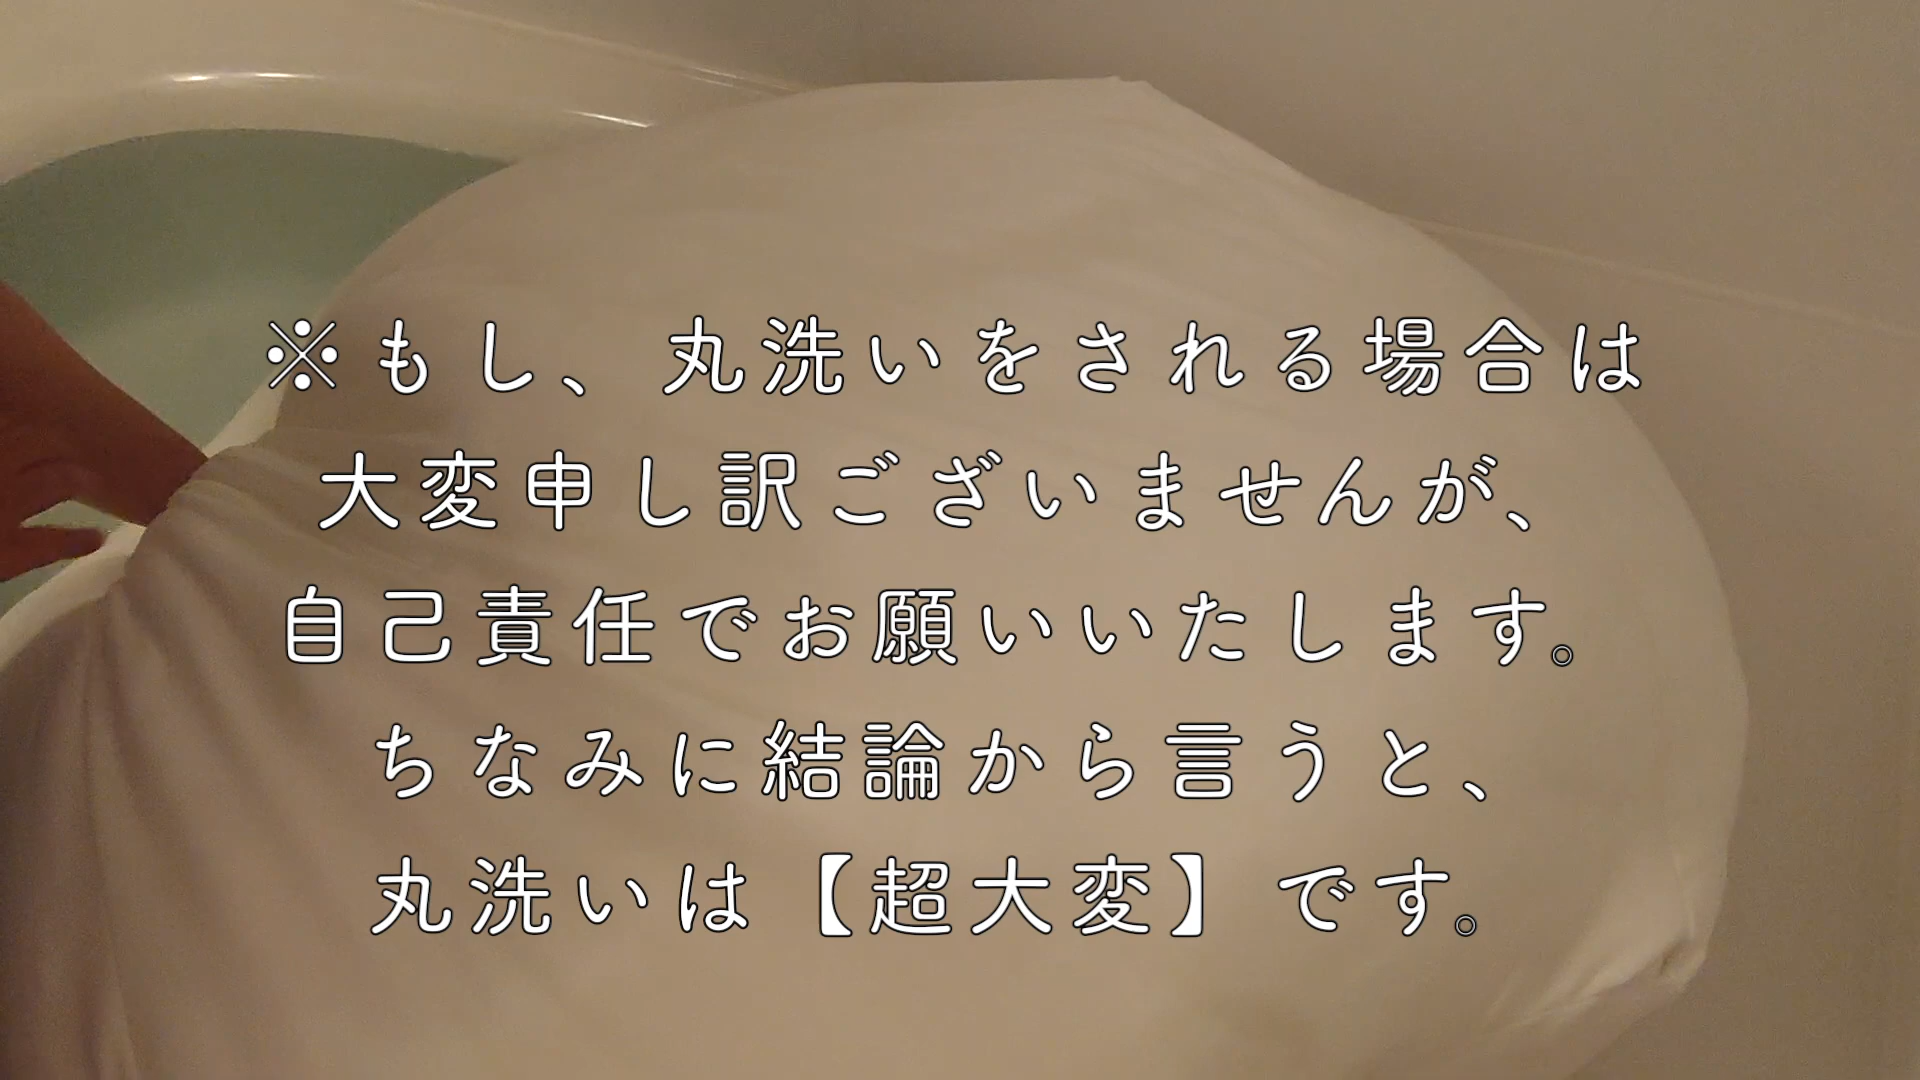 ※もし、丸洗いをされる場合は
大変申し訳ございませんが、
自己責任でお願いいたします。
ちなみに結論から言うと、
丸洗いは【超大変】です。